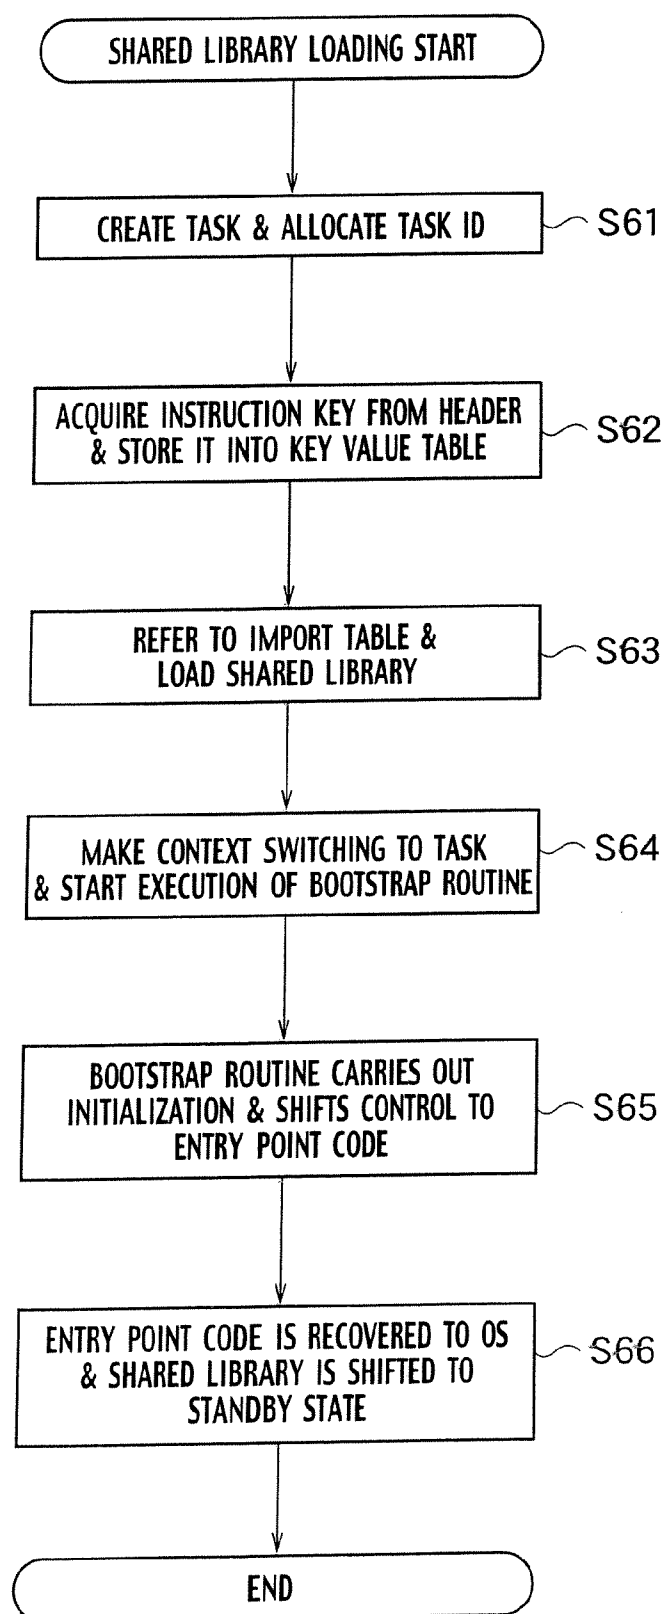 SHARED LIBRARY LOADING START
CREATE TASK & ALLOCATE TASK ID
S61
ACQUIRE INSTRUCTION KEY FROM HEADER
& STORE IT INTO KEY VALUE TABLE
S62
REFER TO IMPORT TABLE &
LOAD SHARED LIBRARY
S63
MAKE CONTEXT SWITCHING TO TASK
& START EXECUTION OF BOOTSTRAP ROUTINE
S64
BOOTSTRAP ROUTINE CARRIES OUT
INITIALIZATION & SHIFTS CONTROL TO
ENTRY POINT CODE
S65
ENTRY POINT CODE IS RECOVERED TO OS
& SHARED LIBRARY IS SHIFTED TO
STANDBY STATE
S66
END